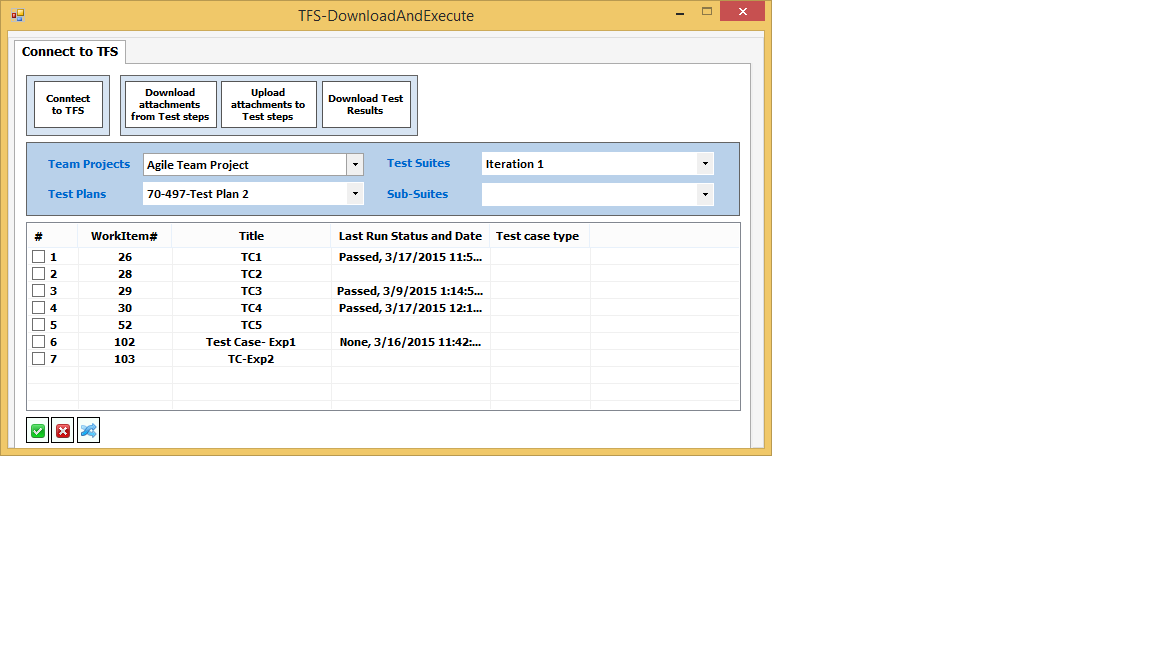 TFS-DownloadAndExecute
Connect to TFS
Conntect
to TFS
Download
attachments
from Test steps
Upload
attachments to
Test steps
Download Test
Results
Team Projects Agile Team Project Test Suites Iteration 1
Test Plans 70-497-Test Plan 2 Sub-Suites
# WorkItem# Title Last Run Status and Date Test case type
1 26 TC1 Passed, 3/17/2015 11:5...
2 28 TC2
3 29 TC3 Passed, 3/9/2015 1:14:5...
4 30 TC4 Passed, 3/17/2015 12:1...
5 52 TC5
6 102 Test Case- Exp1 None, 3/16/2015 11:42:...
7 103 TC-Exp2